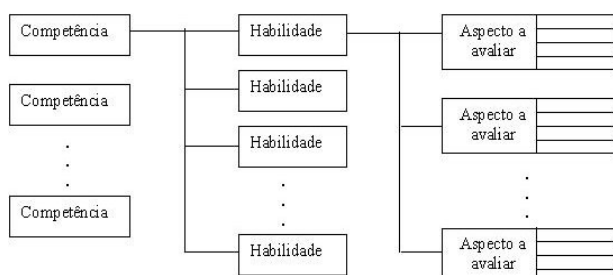 Competência
Competência
Competência
Habilidade
Habilidade
Habilidade
Habilidade
Aspecto a
avaliar
Aspecto a
avaliar
Aspecto a
avaliar